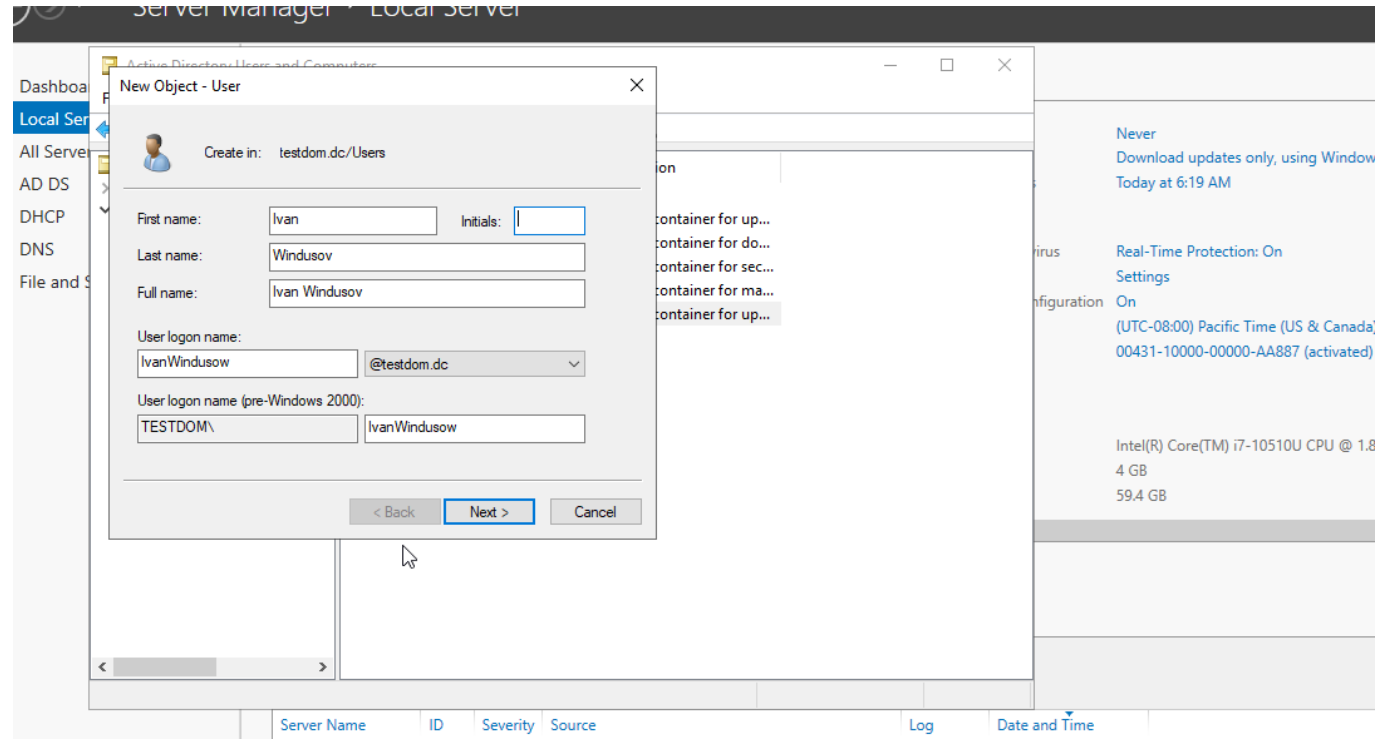 Server Manager › Local Server
Active Directory Users and Computers
New Object - User
Dashboa
Local Ser
All Server
AD DS
DHCP
DNS
File and S
F
Create in: testdom.dc/Users
First name: Ivan Initials:
Last name: Windusov
Full name: Ivan Windusov
User logon name:
IvanWindusow @testdom.dc
User logon name (pre-Windows 2000):
TESTDOM\ IvanWindusow
< Back Next > Cancel
ion
container for up...
container for do...
container for sec...
container for ma...
container for up...
Never
Download updates only, using Window
s Today at 6:19 AM
virus Real-Time Protection: On
Settings
nfiguration On
(UTC-08:00) Pacific Time (US & Canada)
00431-10000-00000-AA887 (activated)
Intel(R) Core(TM) i7-10510U CPU @ 1.8
4 GB
59.4 GB
Server Name ID Severity Source Log Date and Time